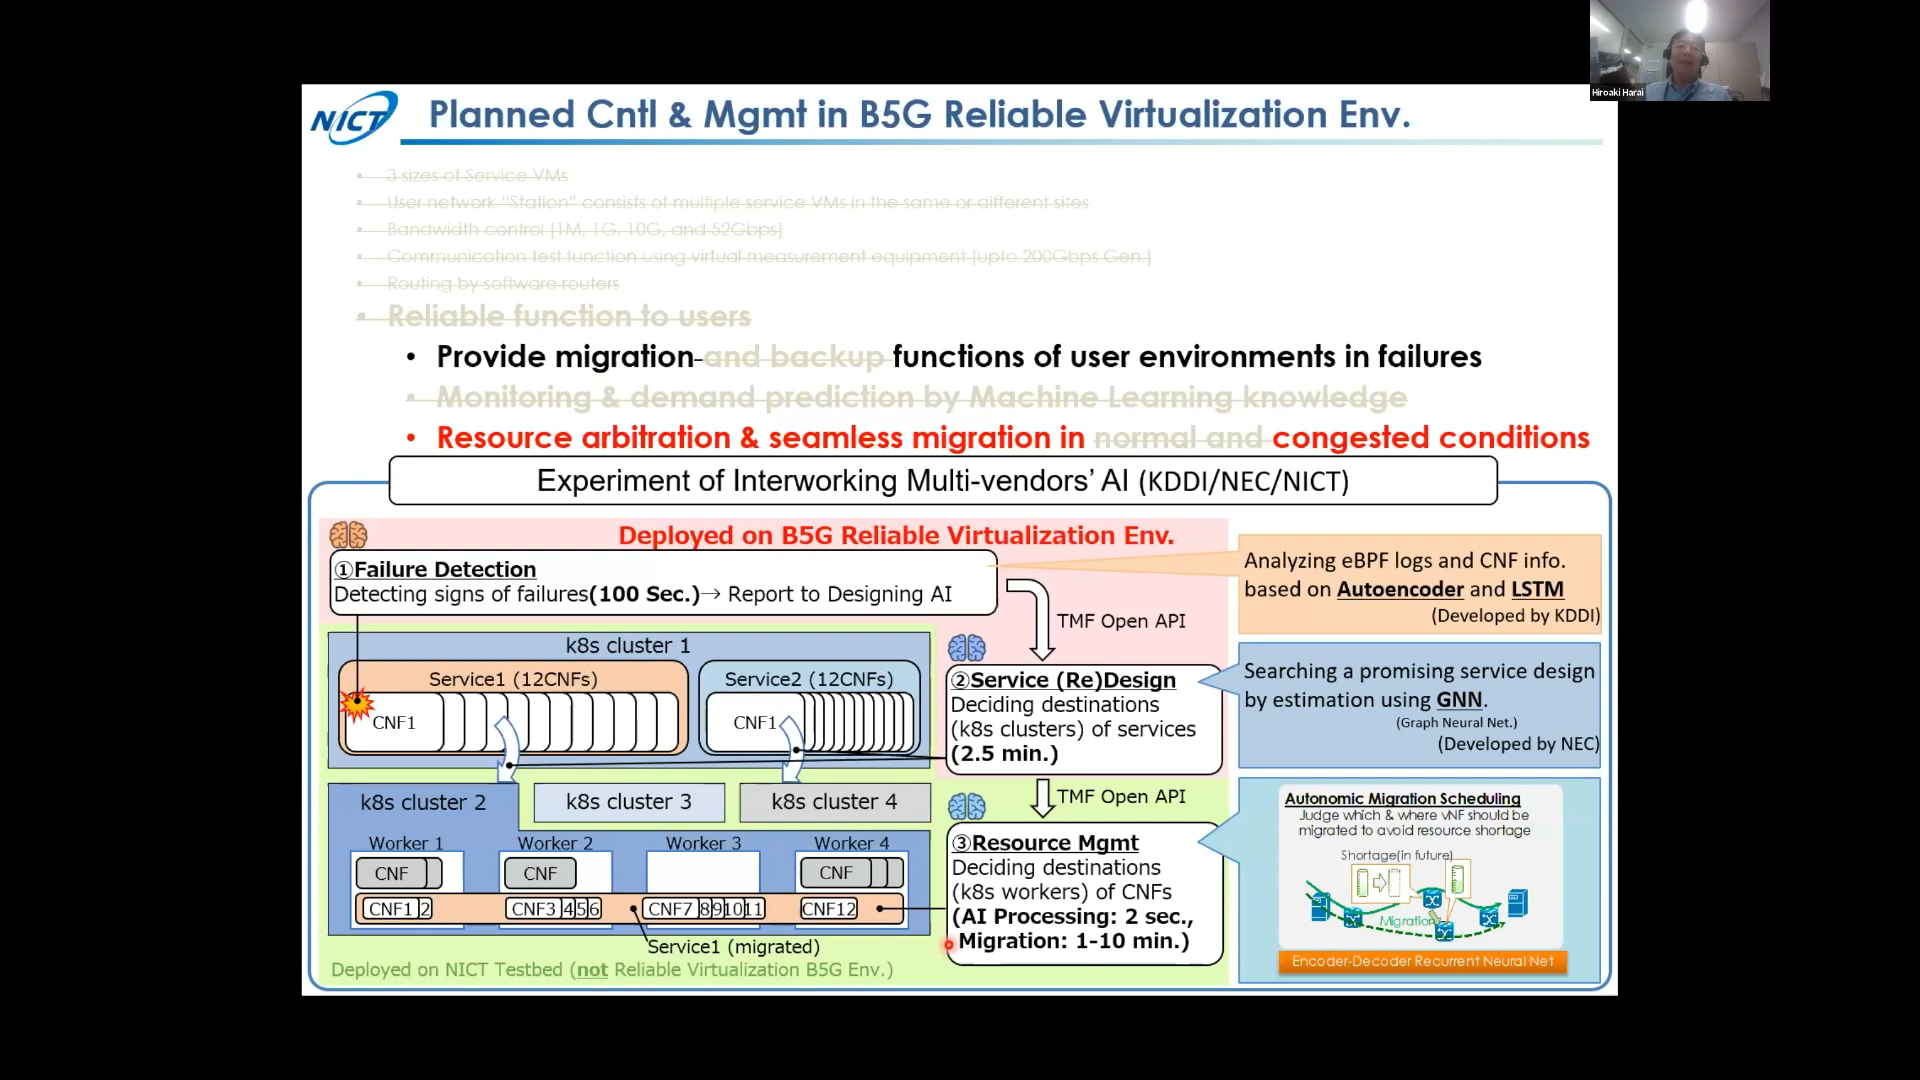 Hiroaki Harai
NICT
Planned Cntl & Mgmt in B5G Reliable Virtualization Env.
• 3 sizes of Service VMs
• User network “Station” consists of multiple service VMs in the same or different sites
• Bandwidth control [1M, 1G, 10G, and 52Gbps]
• Communication test function using virtual measurement equipment [upto 200Gbps Gen.]
• Routing by software routers
• Reliable function to users
• Provide migration and backup functions of user environments in failures
• Monitoring & demand prediction by Machine Learning knowledge
• Resource arbitration & seamless migration in normal and congested conditions
Experiment of Interworking Multi-vendors’ AI (KDDI/NEC/NICT)
Deployed on B5G Reliable Virtualization Env.
①Failure Detection
Detecting signs of failures(100 Sec.)→ Report to Designing AI
TMF Open API
Analyzing eBPF logs and CNF info.
based on Autoencoder and LSTM
(Developed by KDDI)
k8s cluster 1
Service1 (12CNFs)
CNF1
Service2 (12CNFs)
CNF1
②Service (Re)Design
Deciding destinations
(k8s clusters) of services
(2.5 min.)
Searching a promising service design
by estimation using GNN.
(Graph Neural Net.)
(Developed by NEC)
TMF Open API
k8s cluster 2
k8s cluster 3
k8s cluster 4
Worker 1
Worker 2
Worker 3
Worker 4
CNF
CNF
CNF
CNF1 2
CNF3 4 5 6
CNF7 8 9 10 11
CNF12
Service1 (migrated)
Deployed on NICT Testbed (not Reliable Virtualization B5G Env.)
③Resource Mgmt
Deciding destinations
(k8s workers) of CNFs
(AI Processing: 2 sec.,
Migration: 1-10 min.)
Autonomic Migration Scheduling
Judge which & where vNF should be
migrated to avoid resource shortage
Shortage(in future)
Migration
Encoder-Decoder Recurrent Neural Net